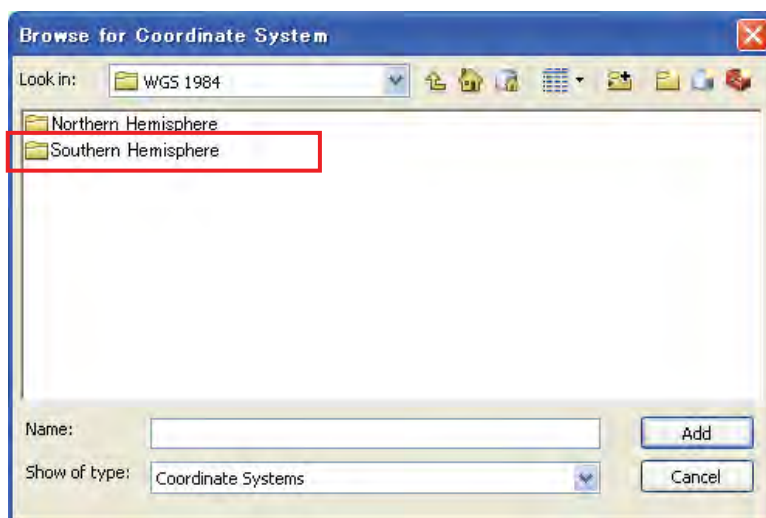 Browse for Coordinate System
Look in: WGS 1984
Northern Hemisphere
Southern Hemisphere
Name: Add
Show of type: Coordinate Systems Cancel